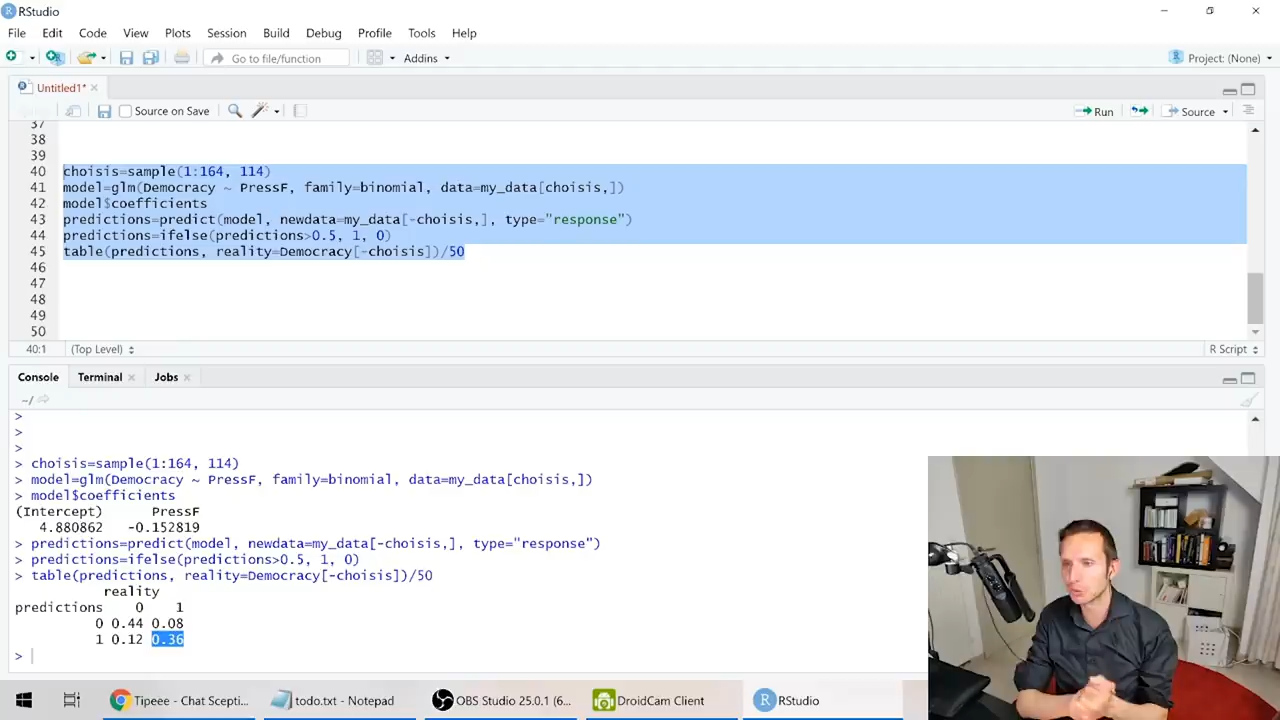 RStudio
File Edit Code View Plots Session Build Debug Profile Tools Help
Go to file/function Addins Project: (None)
Untitled1*
Source on Save Run Source
37
38
39
40 choisis=sample(1:164, 114)
41 model=glm(Democracy ~ PressF, family=binomial, data=my_data[choisis,])
42 model$coefficients
43 predictions=predict(model, newdata=my_data[-choisis,], type="response")
44 predictions=ifelse(predictions>0.5, 1, 0)
45 table(predictions, reality=Democracy[-choisis])/50
46
47
48
49
50
40:1 (Top Level) R Script
Console Terminal Jobs
~/
>
>
>
> choisis=sample(1:164, 114)
> model=glm(Democracy ~ PressF, family=binomial, data=my_data[choisis,])
> model$coefficients
(Intercept) PressF
4.880862 -0.152819
> predictions=predict(model, newdata=my_data[-choisis,], type="response")
> predictions=ifelse(predictions>0.5, 1, 0)
> table(predictions, reality=Democracy[-choisis])/50
reality
predictions 0 1
0 0.44 0.08
1 0.12 0.36
>
Tipeee - Chat Scepti... todo.txt - Notepad OBS Studio 25.0.1 (6... DroidCam Client RStudio